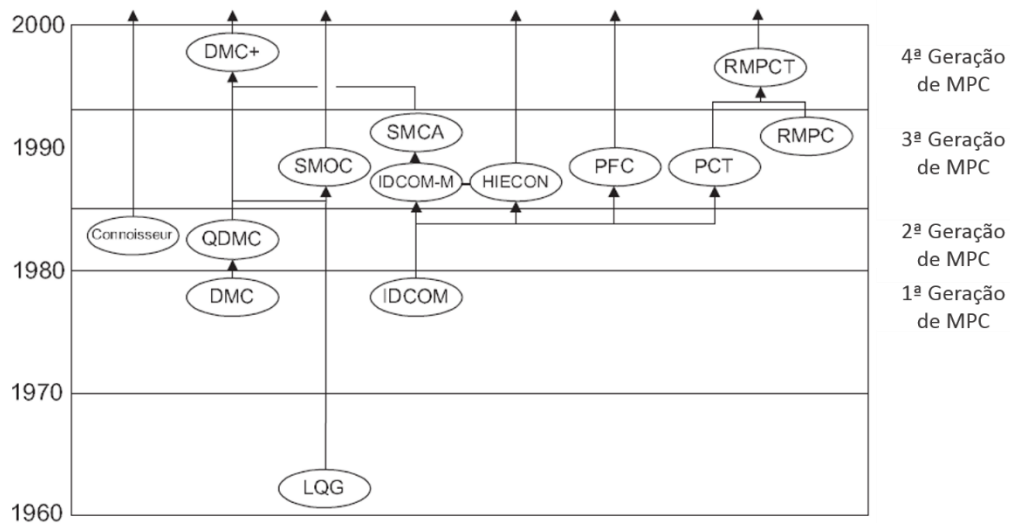 2000
DMC+
RMPCT
4ª Geração
de MPC
1990
SMCA
RMPC
3ª Geração
de MPC
SMOC
IDCOM-M
HIECON
PFC
PCT
Connoisseur
QDMC
2ª Geração
de MPC
1980
DMC
IDCOM
1ª Geração
de MPC
1970
LQG
1960